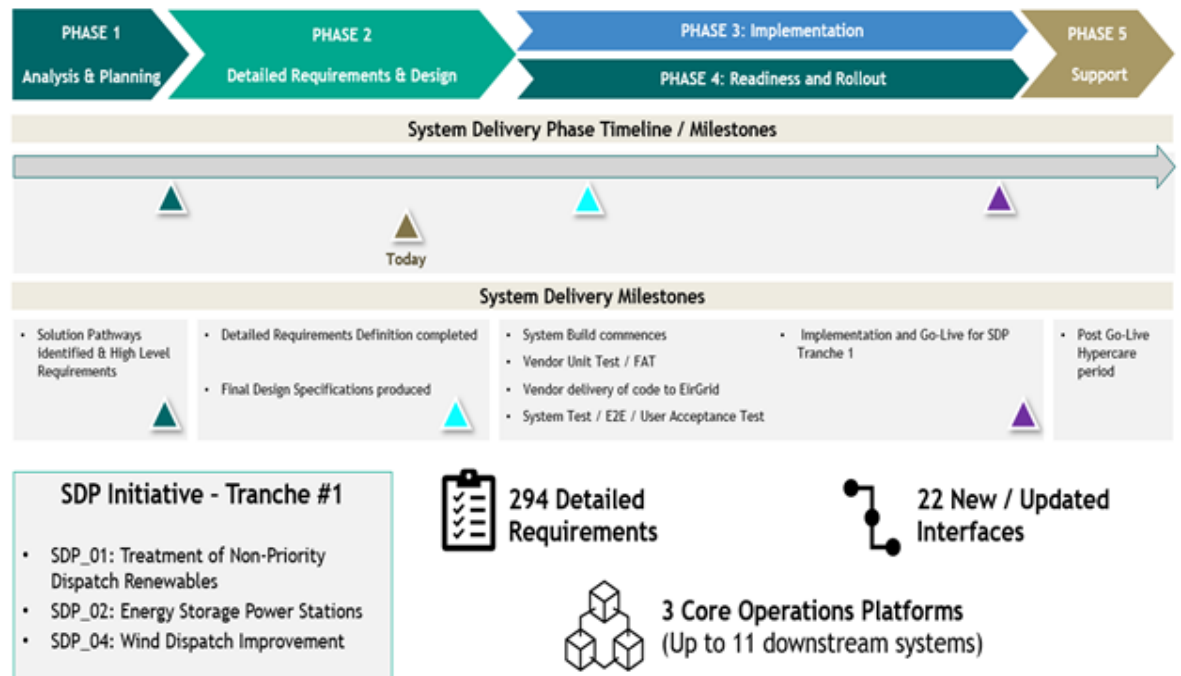 PHASE 1
Analysis & Planning
PHASE 2
Detailed Requirements & Design
PHASE 3: Implementation
PHASE 4: Readiness and Rollout
PHASE 5
Support
System Delivery Phase Timeline / Milestones
Today
System Delivery Milestones
• Solution Pathways
identified & High Level
Requirements
• Detailed Requirements Definition completed
• Final Design Specifications produced
• System Build commences
• Vendor Unit Test / FAT
• Vendor delivery of code to EirGrid
• System Test / E2E / User Acceptance Test
• Implementation and Go-Live for SDP
Tranche 1
• Post Go-Live
Hypercare
period
SDP Initiative - Tranche #1
• SDP_01: Treatment of Non-Priority
Dispatch Renewables
• SDP_02: Energy Storage Power Stations
• SDP_04: Wind Dispatch Improvement
294 Detailed
Requirements
22 New / Updated
Interfaces
3 Core Operations Platforms
(Up to 11 downstream systems)